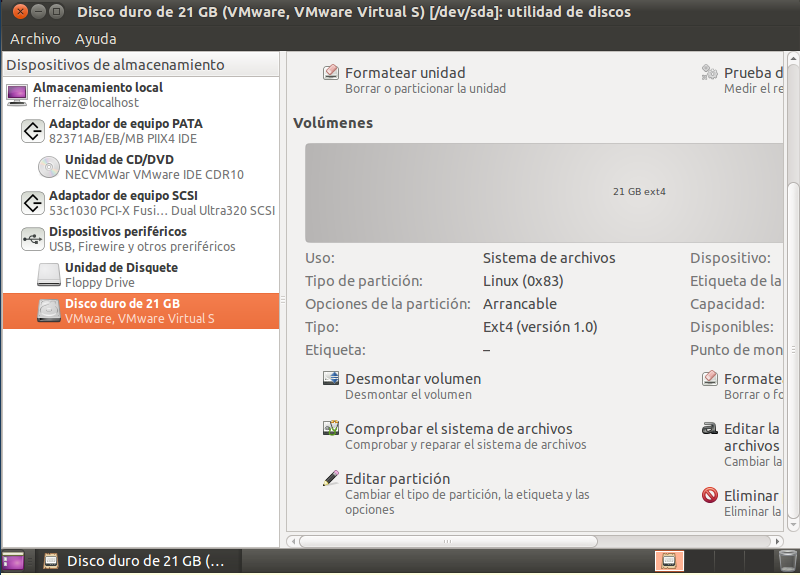 Disco duro de 21 GB (VMware, VMware Virtual S) [/dev/sda]: utilidad de discos
Archivo Ayuda
Dispositivos de almacenamiento
Almacenamiento local
fherraiz@localhost
Adaptador de equipo PATA
82371AB/EB/MB PIIX4 IDE
Unidad de CD/DVD
NECVMWar VMware IDE CDR10
Adaptador de equipo SCSI
53c1030 PCI-X Fusi... Dual Ultra320 SCSI
Dispositivos periféricos
USB, Firewire y otros preriféricos
Unidad de Disquete
Floppy Drive
Disco duro de 21 GB
VMware, VMware Virtual S
Formatear unidad
Borrar o particionar la unidad
Prueba d
Medir el re
Volúmenes
21 GB ext4
Uso: Sistema de archivos Dispositivo:
Tipo de partición: Linux (0x83) Etiqueta de la
Opciones de la partición: Arrancable Capacidad:
Tipo: Ext4 (versión 1.0) Disponibles:
Etiqueta: – Punto de mon
Desmontar volumen
Desmontar el volumen
Formate
Borrar o fo
Comprobar el sistema de archivos
Comprobar y reparar el sistema de archivos
Editar la
archivos
Cambiar la
Editar partición
Cambiar el tipo de partición, la etiqueta y las
opciones
Eliminar
Eliminar la
Disco duro de 21 GB (...